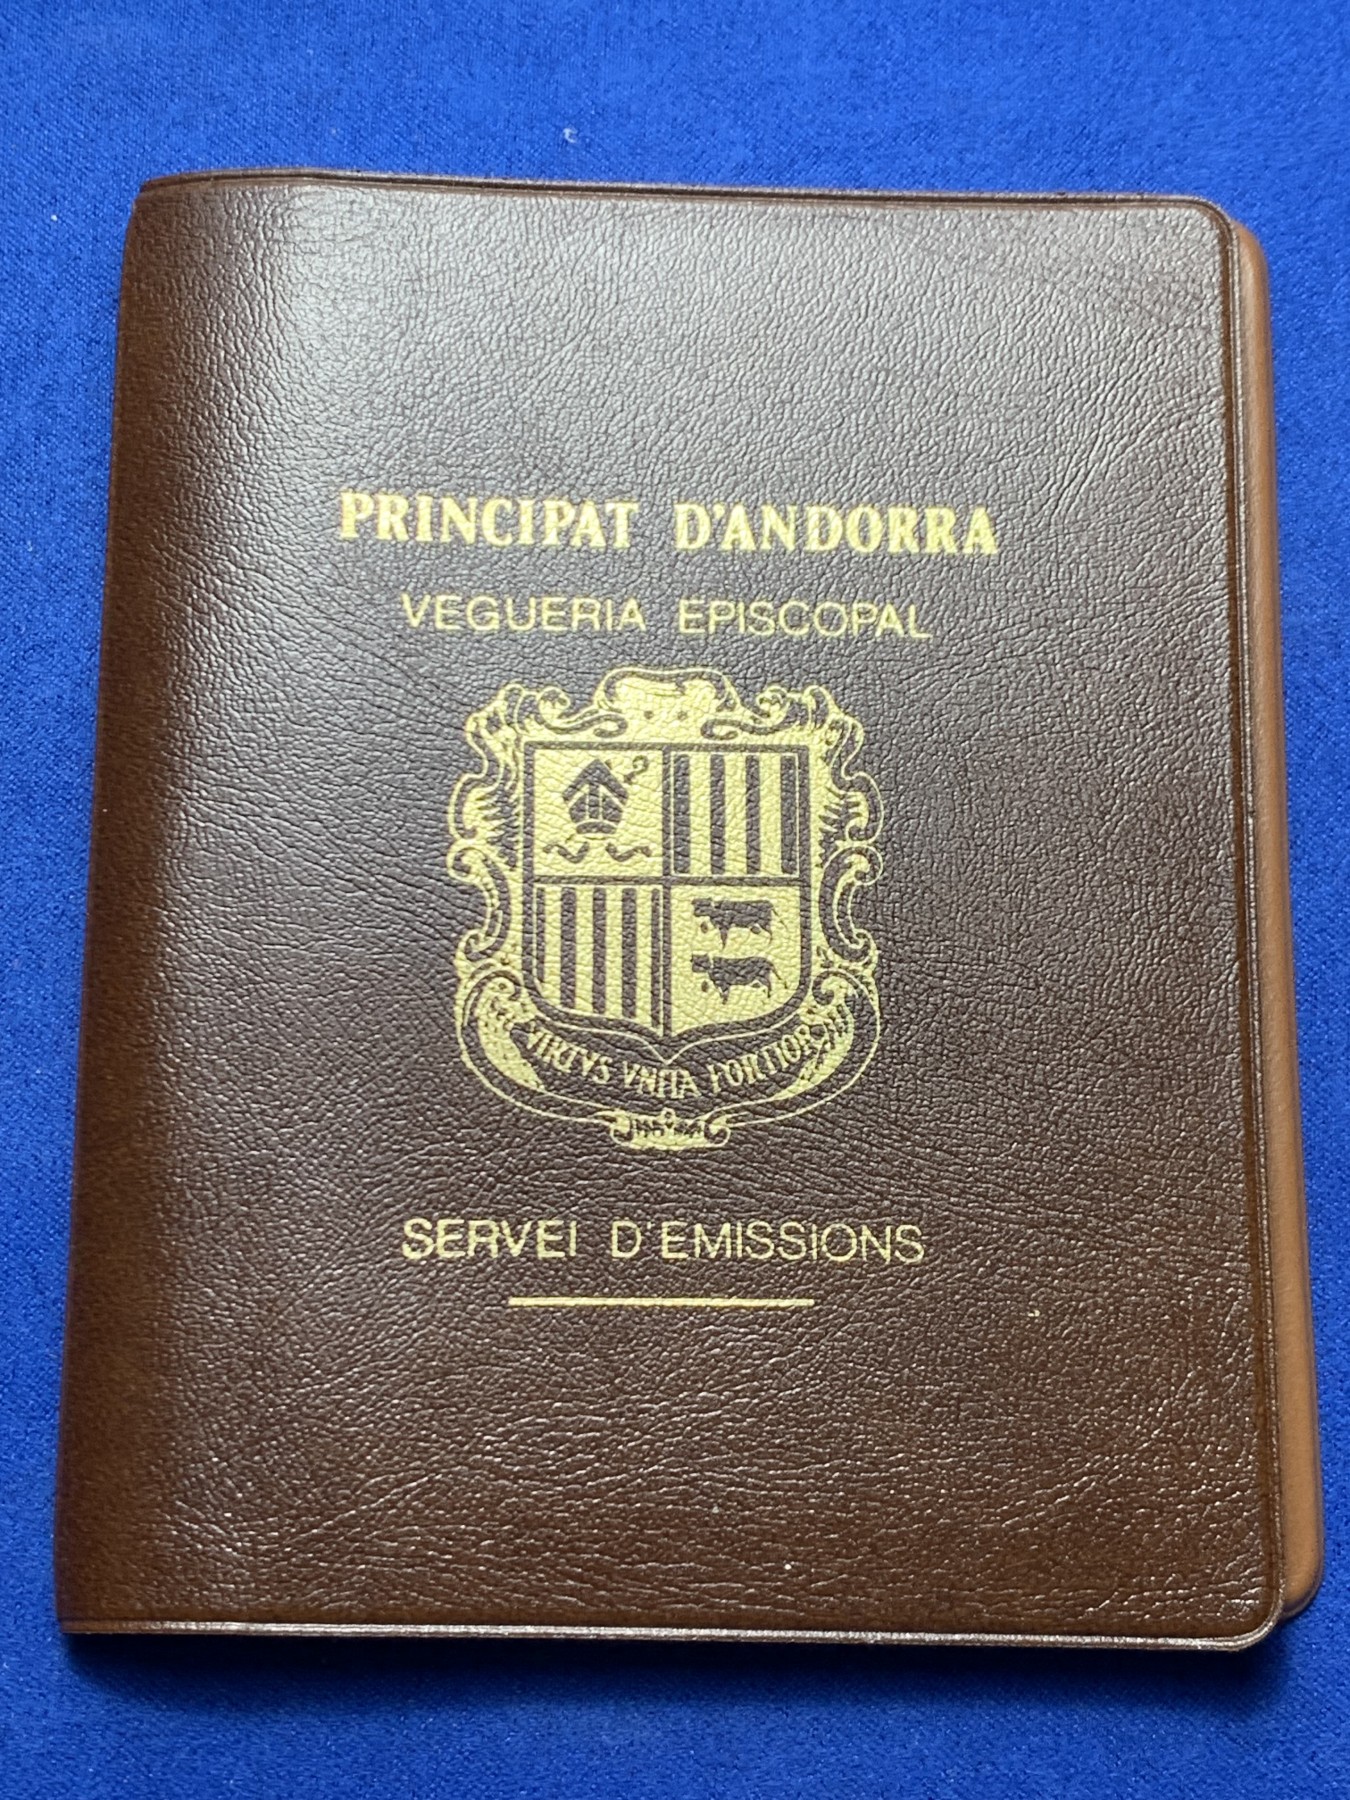 PRINCIPAT D'ANDORRA
VEGUERIA EPISCOPAL
VIRTVS VNITA FORTIOR
SERVEI D'EMISSIONS